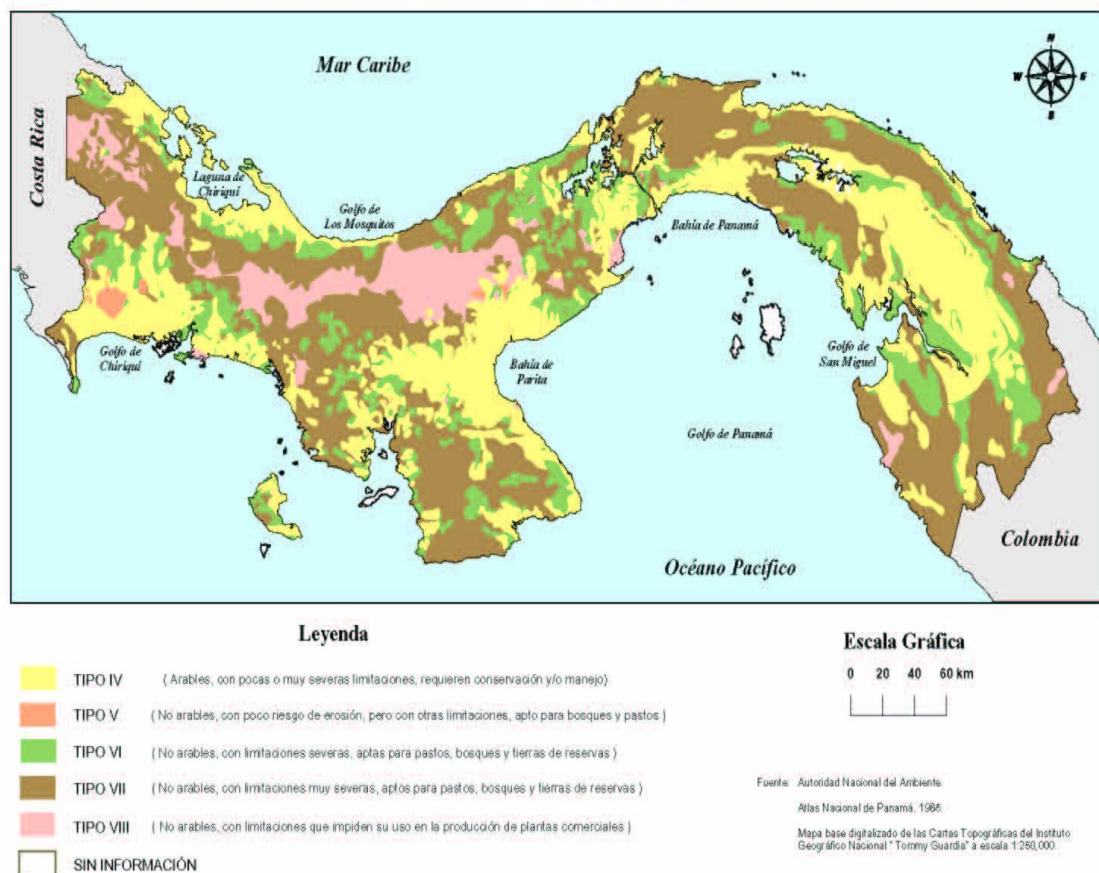 Mar Caribe
Costa Rica
N
W
E
S
Laguna de
Chiriquí
Golfo de
Los Mosquitos
Bahía de Panamá
Golfo de
Chiriquí
Bahía de
Parita
Golfo de
San Miguel
Golfo de Panamá
Colombia
Océano Pacífico
Leyenda
TIPO IV ( Arables, con pocas o muy severas limitaciones, requieren conservación y/o manejo)
TIPO V ( No arables, con poco riesgo de erosión, pero con otras limitaciones, apto para bosques y pastos )
TIPO VI ( No arables, con limitaciones severas, aptas para pastos, bosques y tierras de reservas )
TIPO VII ( No arables, con limitaciones muy severas, aptos para pastos, bosques y tierras de reservas )
TIPO VIII ( No arables, con limitaciones que impiden su uso en la producción de plantas comerciales )
SIN INFORMACIÓN
Escala Gráfica
0 20 40 60 km
Fuente: Autoridad Nacional del Ambiente.
Atlas Nacional de Panamá,
Mapa base digitalizado de las Cartas Topográficas del Instituto
Geográfico Nacional " Tommy Guardia" a escala 1:250,000.